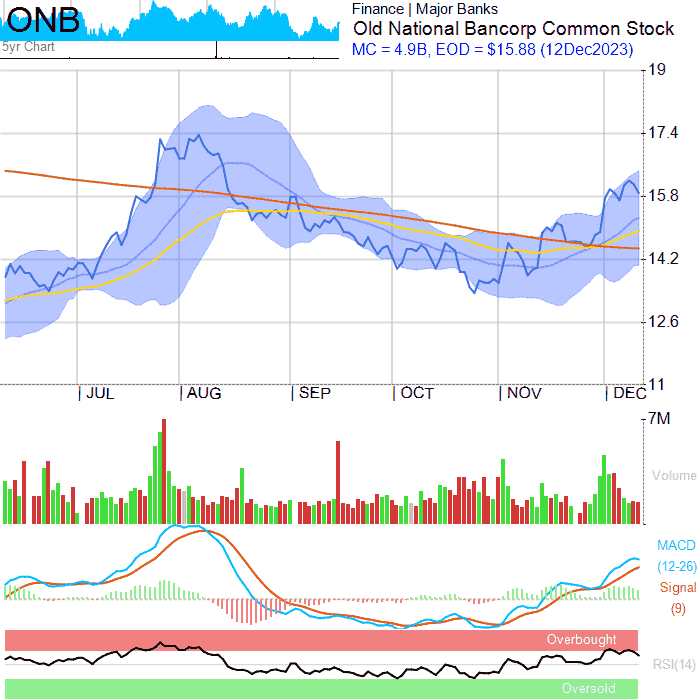 ONB
5yr Chart
Finance | Major Banks
Old National Bancorp Common Stock
MC = 4.9B, EOD = $15.88 (12Dec2023)
19
17.4
15.8
14.2
12.6
11
| JUL | AUG | SEP | OCT | NOV | DEC
7M
Volume
MACD
(12-26)
Signal
(9)
Overbought
RSI(14)
Oversold